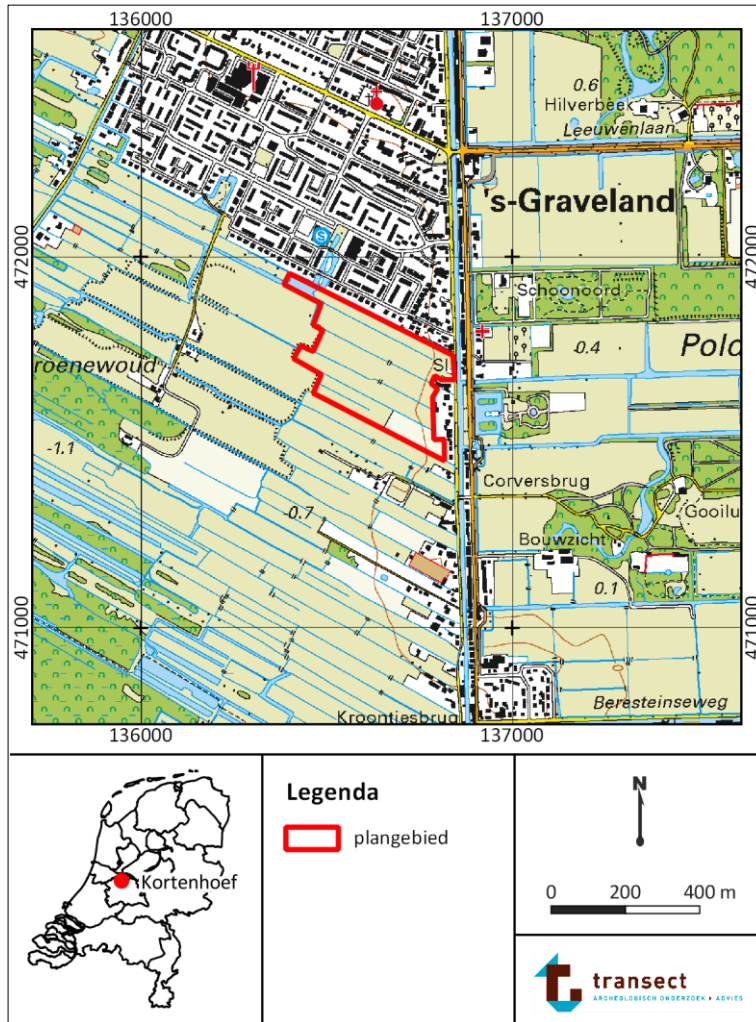 136000
137000
0.6
Hilverbeek
Leeuwenlaan
's-Graveland
472000
472000
S
Schoonoord
0.4
Pold
roenewoud
Sl
-1.1
-0.7
Corversbrug
Gooilu
Bouwzicht
0.1
471000
471000
Kroontjesbrug
Beresteinseweg
136000
137000
Kortenhoef
Legenda
plangebied
N
0 200 400 m
transect
ARCHEOLOGISCH ONDERZOEK & ADVIES